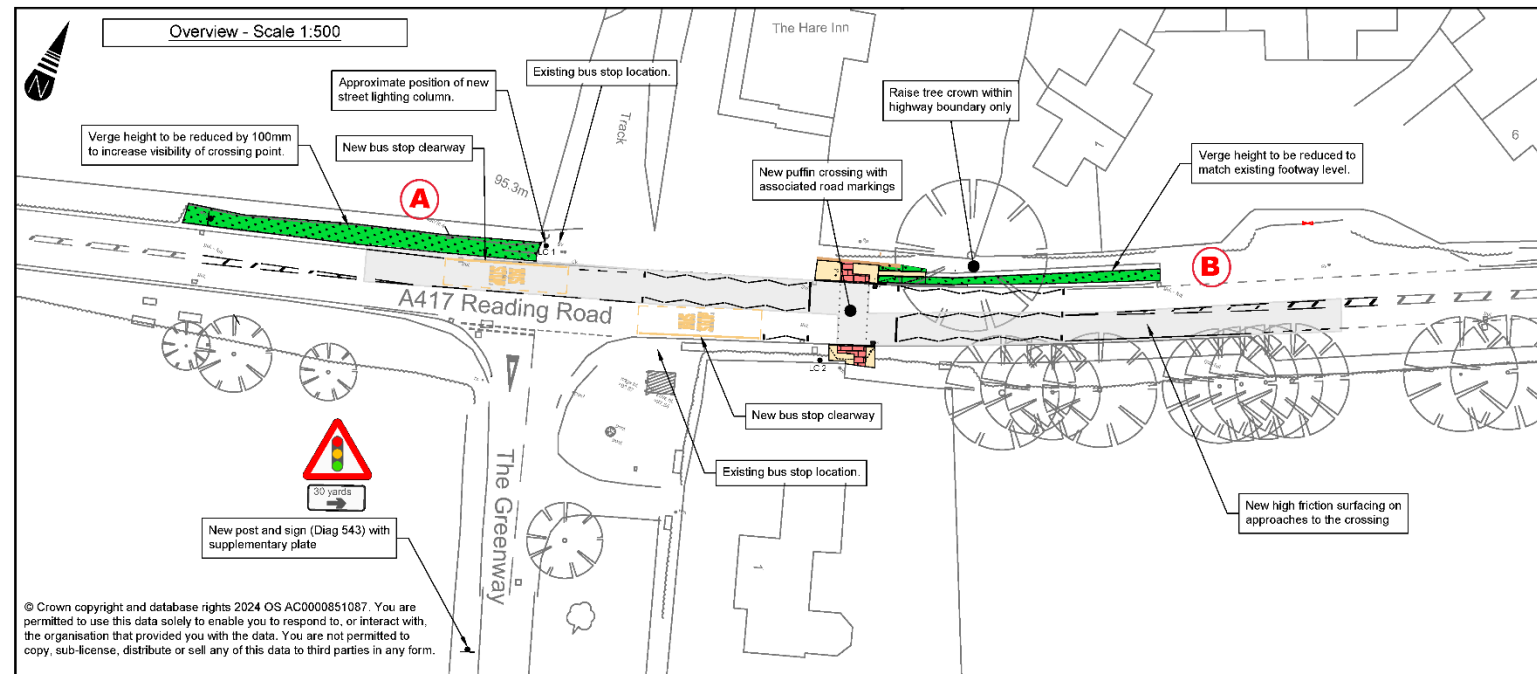 Overview - Scale 1:500
The Hare Inn
N
Approximate position of new
street lighting column.
Existing bus stop location.
Raise tree crown within
highway boundary only
Verge height to be reduced by 100mm
to increase visibility of crossing point.
New bus stop clearway
Track
New puffin crossing with
associated road markings
1
Verge height to be reduced to
match existing footway level.
6
95.3m
A
LC 1
B
A417 Reading Road
LC 2
New bus stop clearway
Existing bus stop location.
The Greenway
30 yards
New post and sign (Diag 543) with
supplementary plate
1
New high friction surfacing on
approaches to the crossing
© Crown copyright and database rights 2024 OS AC0000851087. You are
permitted to use this data solely to enable you to respond to, or interact with,
the organisation that provided you with the data. You are not permitted to
copy, sub-license, distribute or sell any of this data to third parties in any form.